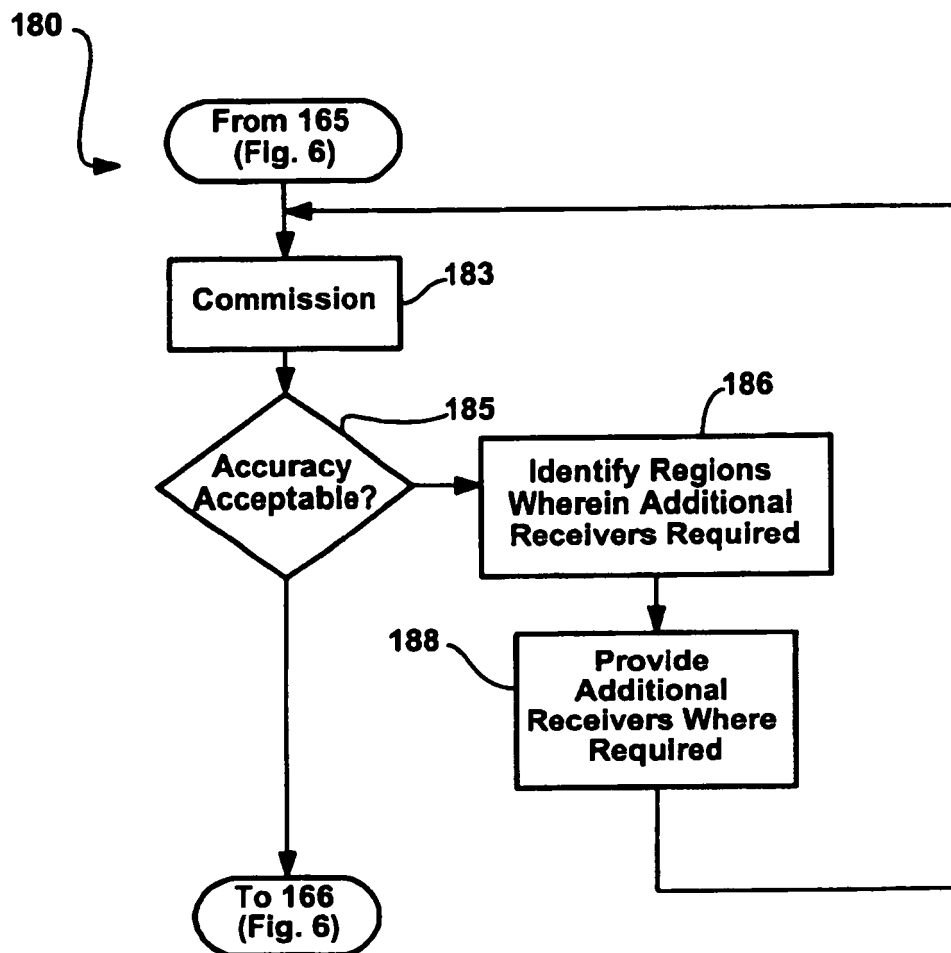 180
From 165
(Fig. 6)
Commission
183
Accuracy
Acceptable?
185
186
Identify Regions
Wherein Additional
Receivers Required
188
Provide
Additional
Receivers Where
Required
To 166
(Fig. 6)